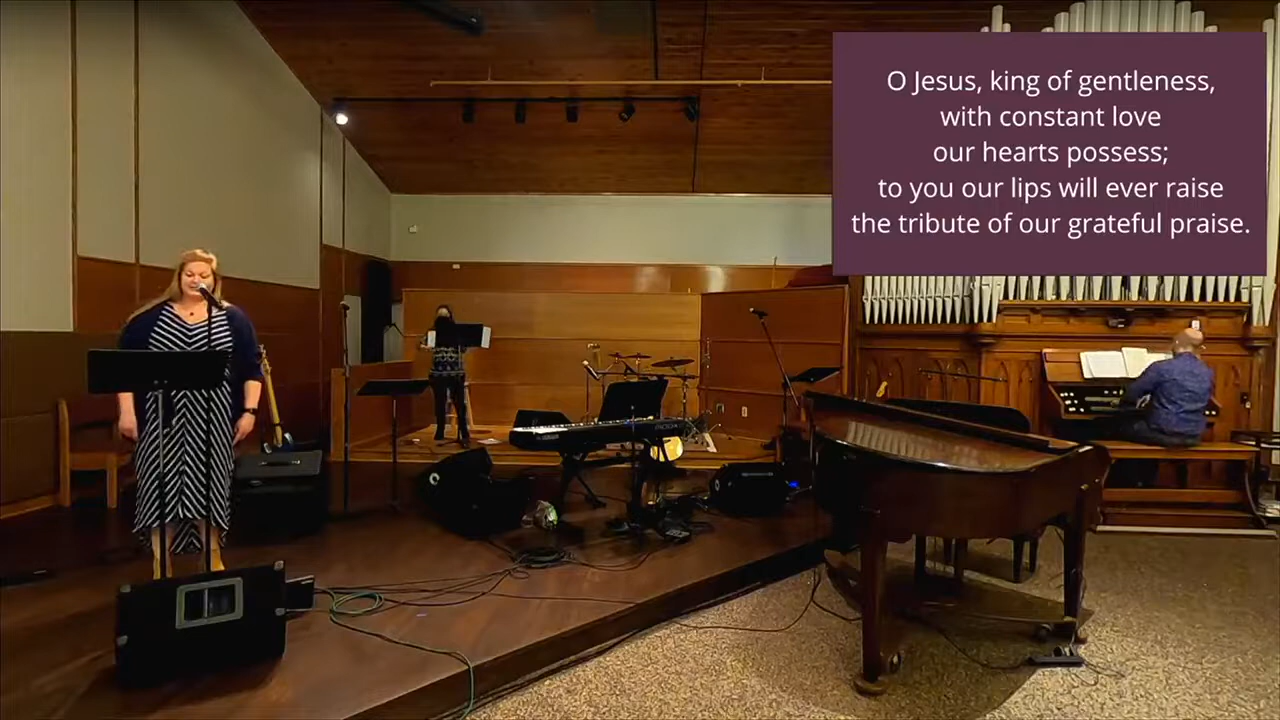 O Jesus, king of gentleness,
with constant love
our hearts possess;
to you our lips will ever raise
the tribute of our grateful praise.